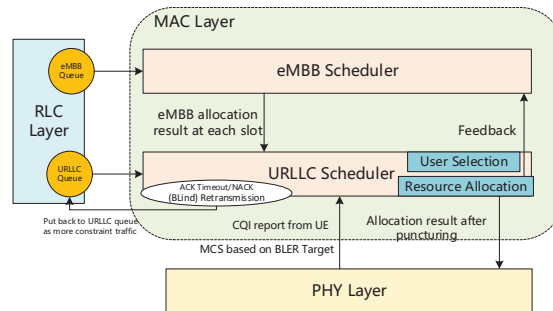 MAC Layer
eMBB
Queue
eMBB Scheduler
RLC
Layer
eMBB allocation
result at each slot
Feedback
URLLC
Queue
URLLC Scheduler
User Selection
Resource Allocation
ACK Timeout/NACK
(BLind) Retransmission
Put back to URLLC queue
as more constraint traffic
CQI report from UE
MCS based on BLER Target
Allocation result after
puncturing
PHY Layer